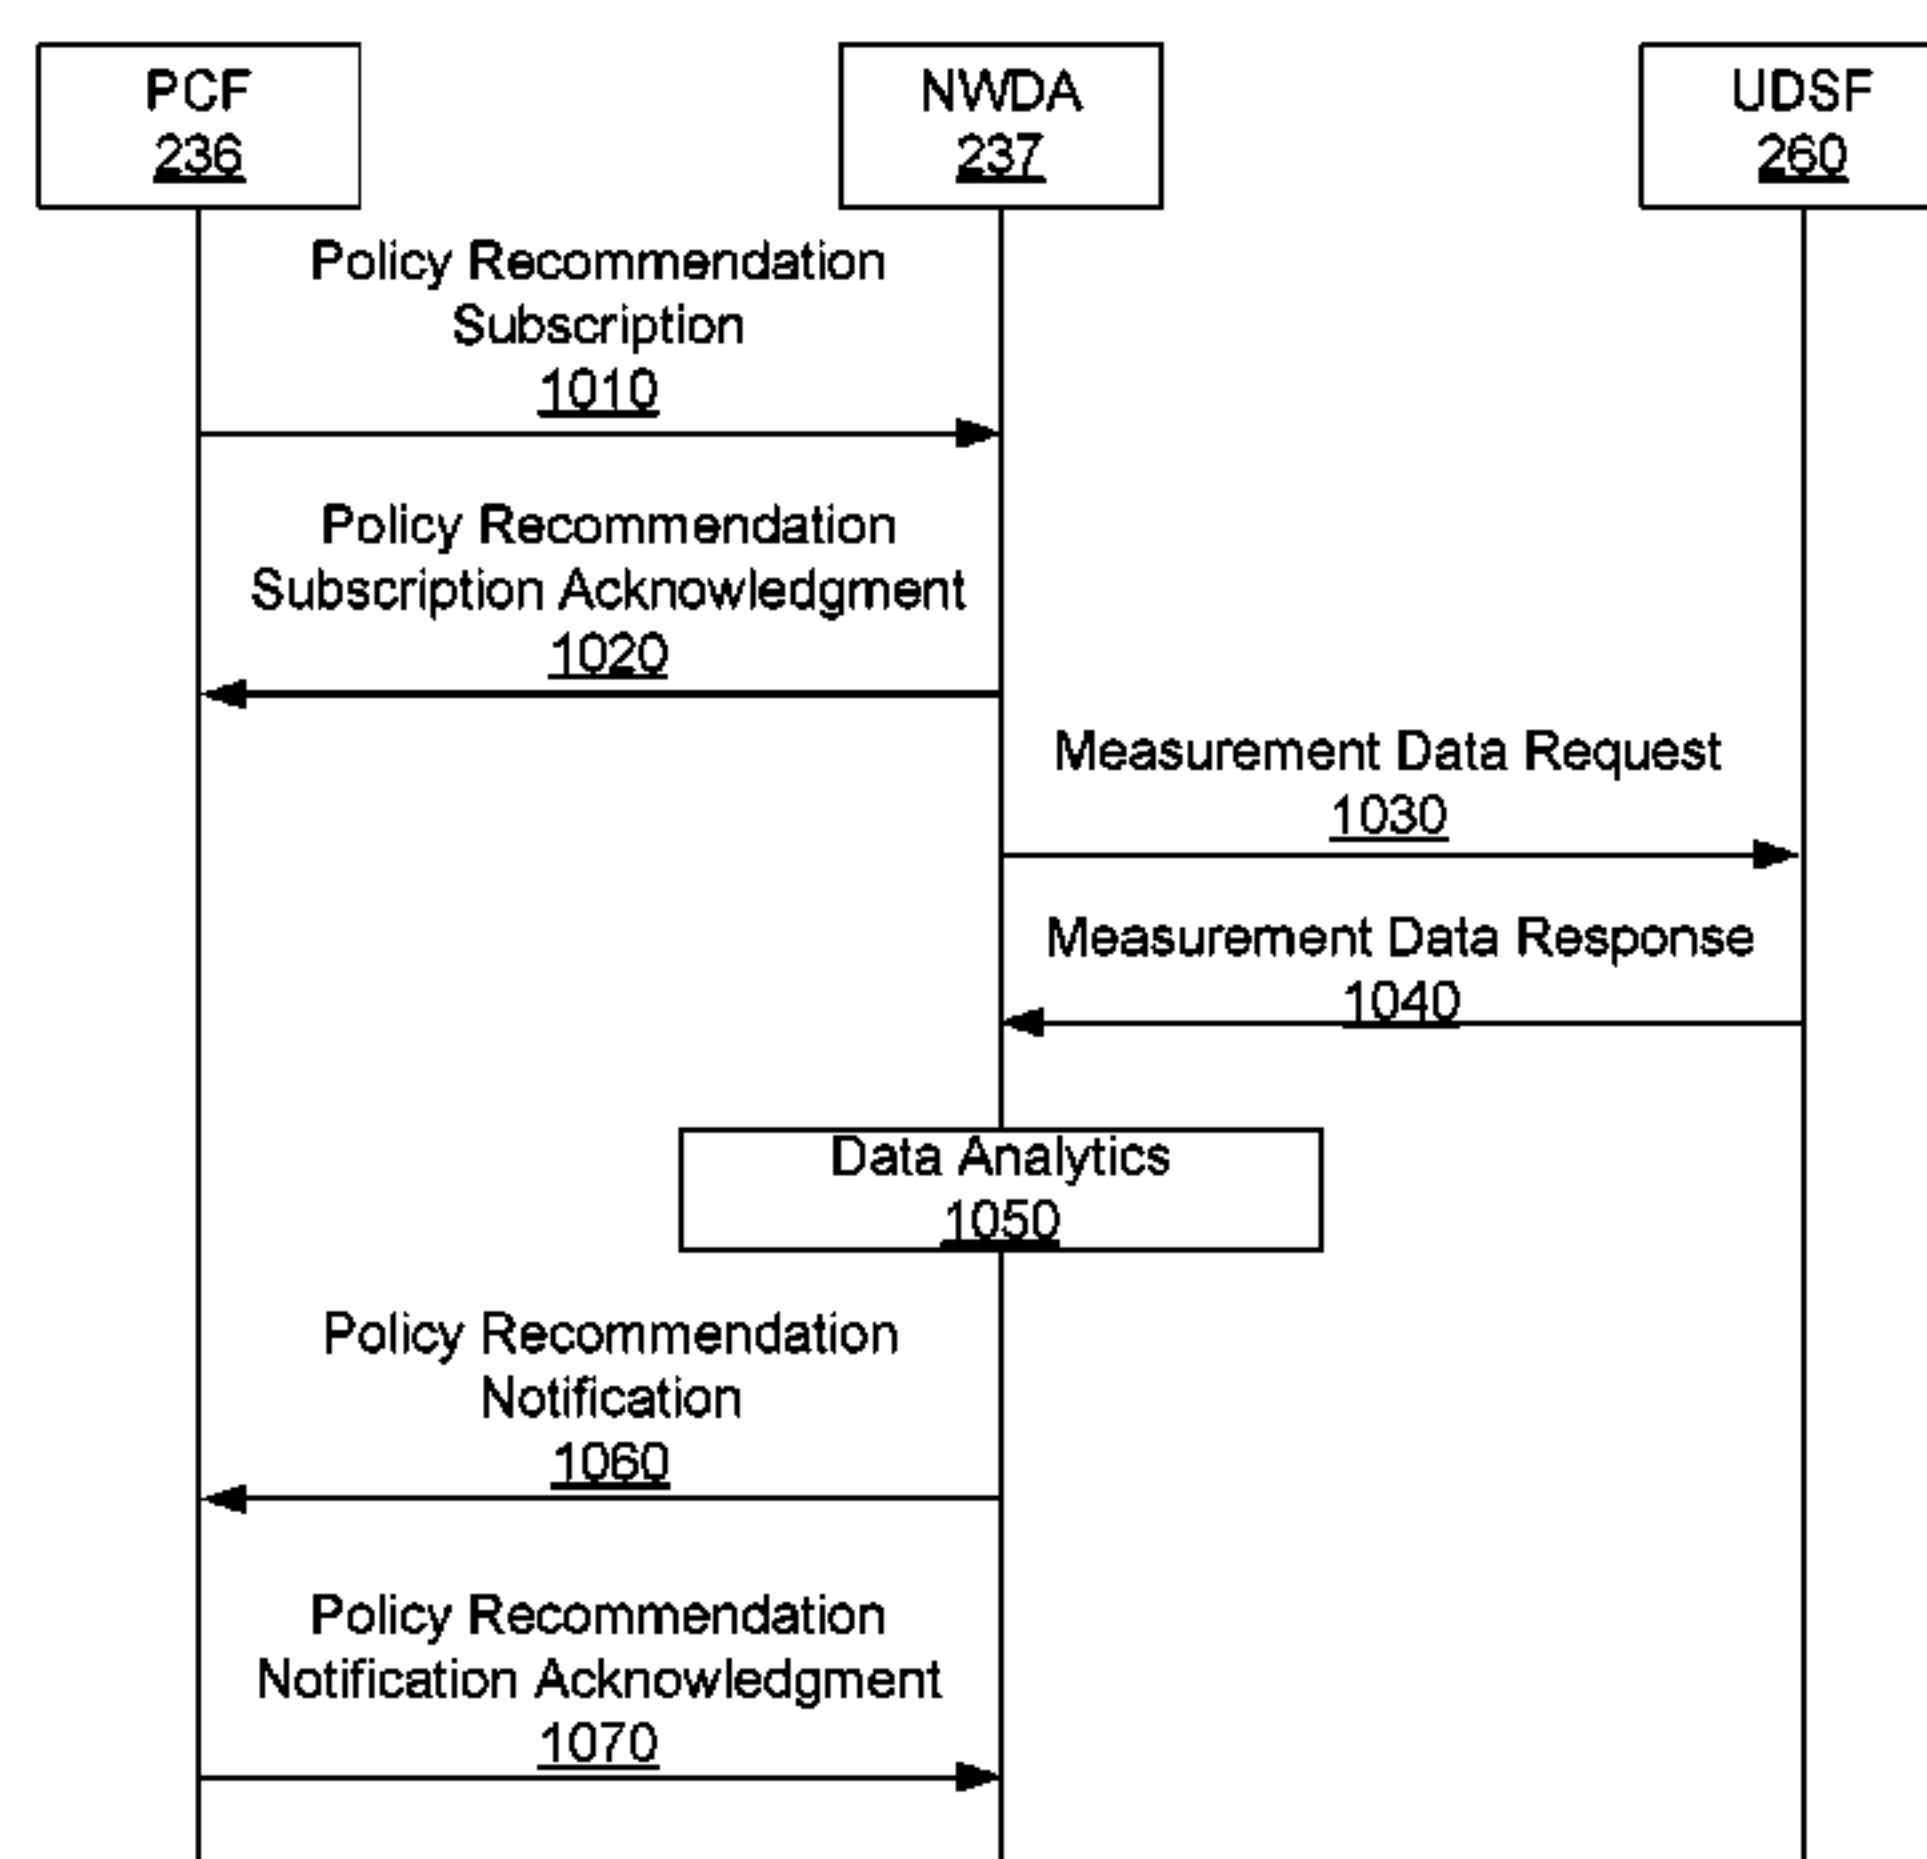 PCF
236
NWDA
237
UDSF
260
Policy Recommendation
Subscription
1010
Policy Recommendation
Subscription Acknowledgment
1020
Measurement Data Request
1030
Measurement Data Response
1040
Data Analytics
1050
Policy Recommendation
Notification
1060
Policy Recommendation
Notification Acknowledgment
1070